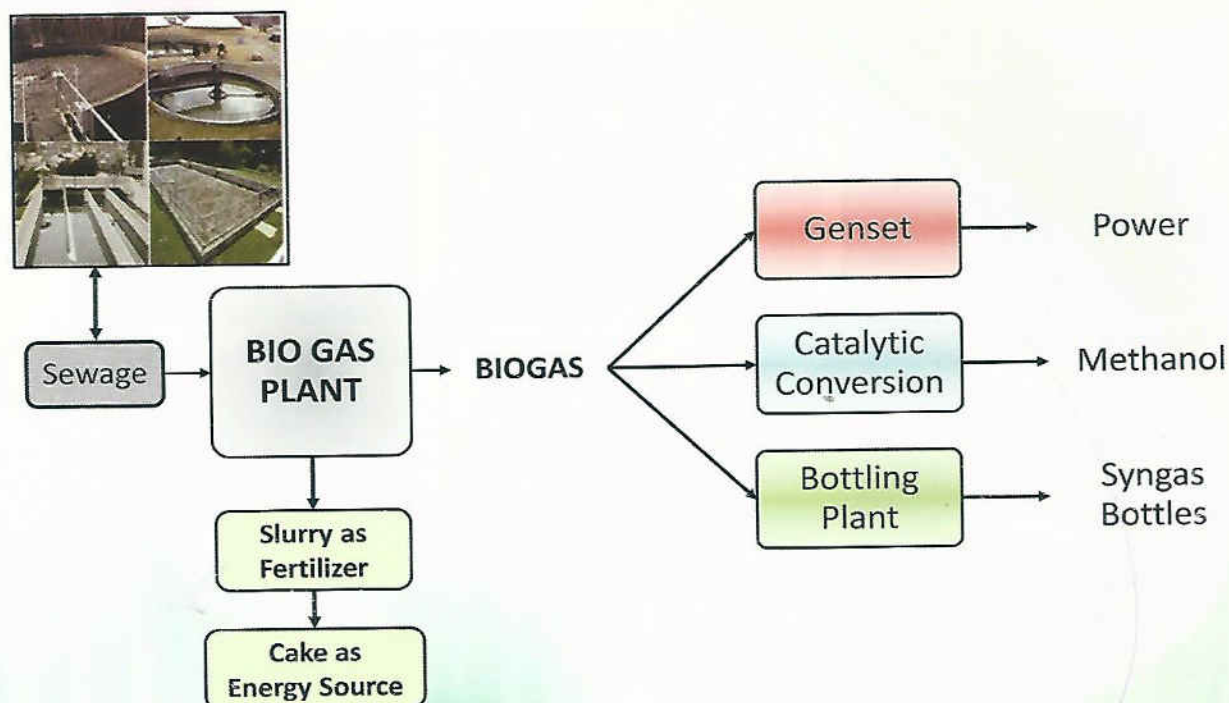 Sewage
BIO GAS
PLANT
BIOGAS
Genset
Power
Catalytic
Conversion
Methanol
Bottling
Plant
Syngas
Bottles
Slurry as
Fertilizer
Cake as
Energy Source